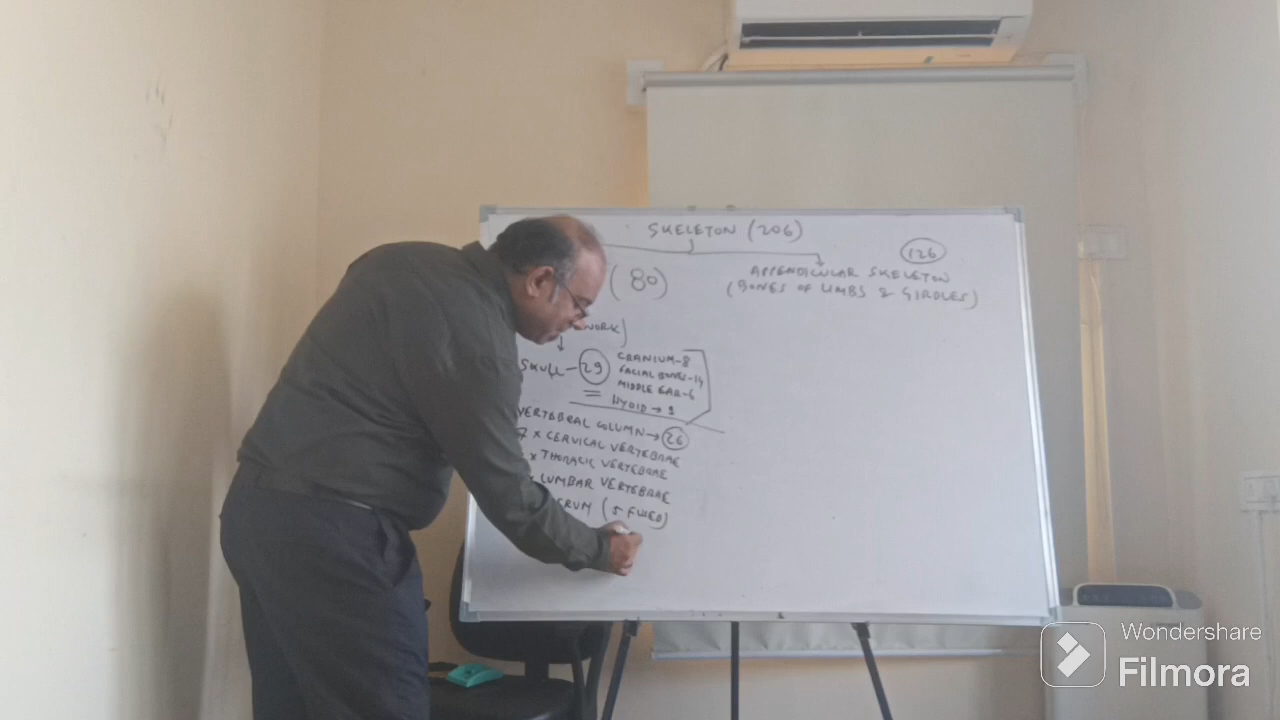 SKELETON (206)
126
(80)
APPENDICULAR SKELETON
(BONES OF LIMBS & GIRDLES)
SKULL - 29
CRANIUM-8
FACIAL BONES-14
MIDDLE EAR-6
HYOID → 1
VERTEBRAL COLUMN → 26
7 x CERVICAL VERTEBRAE
x THORACIC VERTEBRAE
LUMBAR VERTEBRAE
(5 FUSED)
Wondershare
Filmora